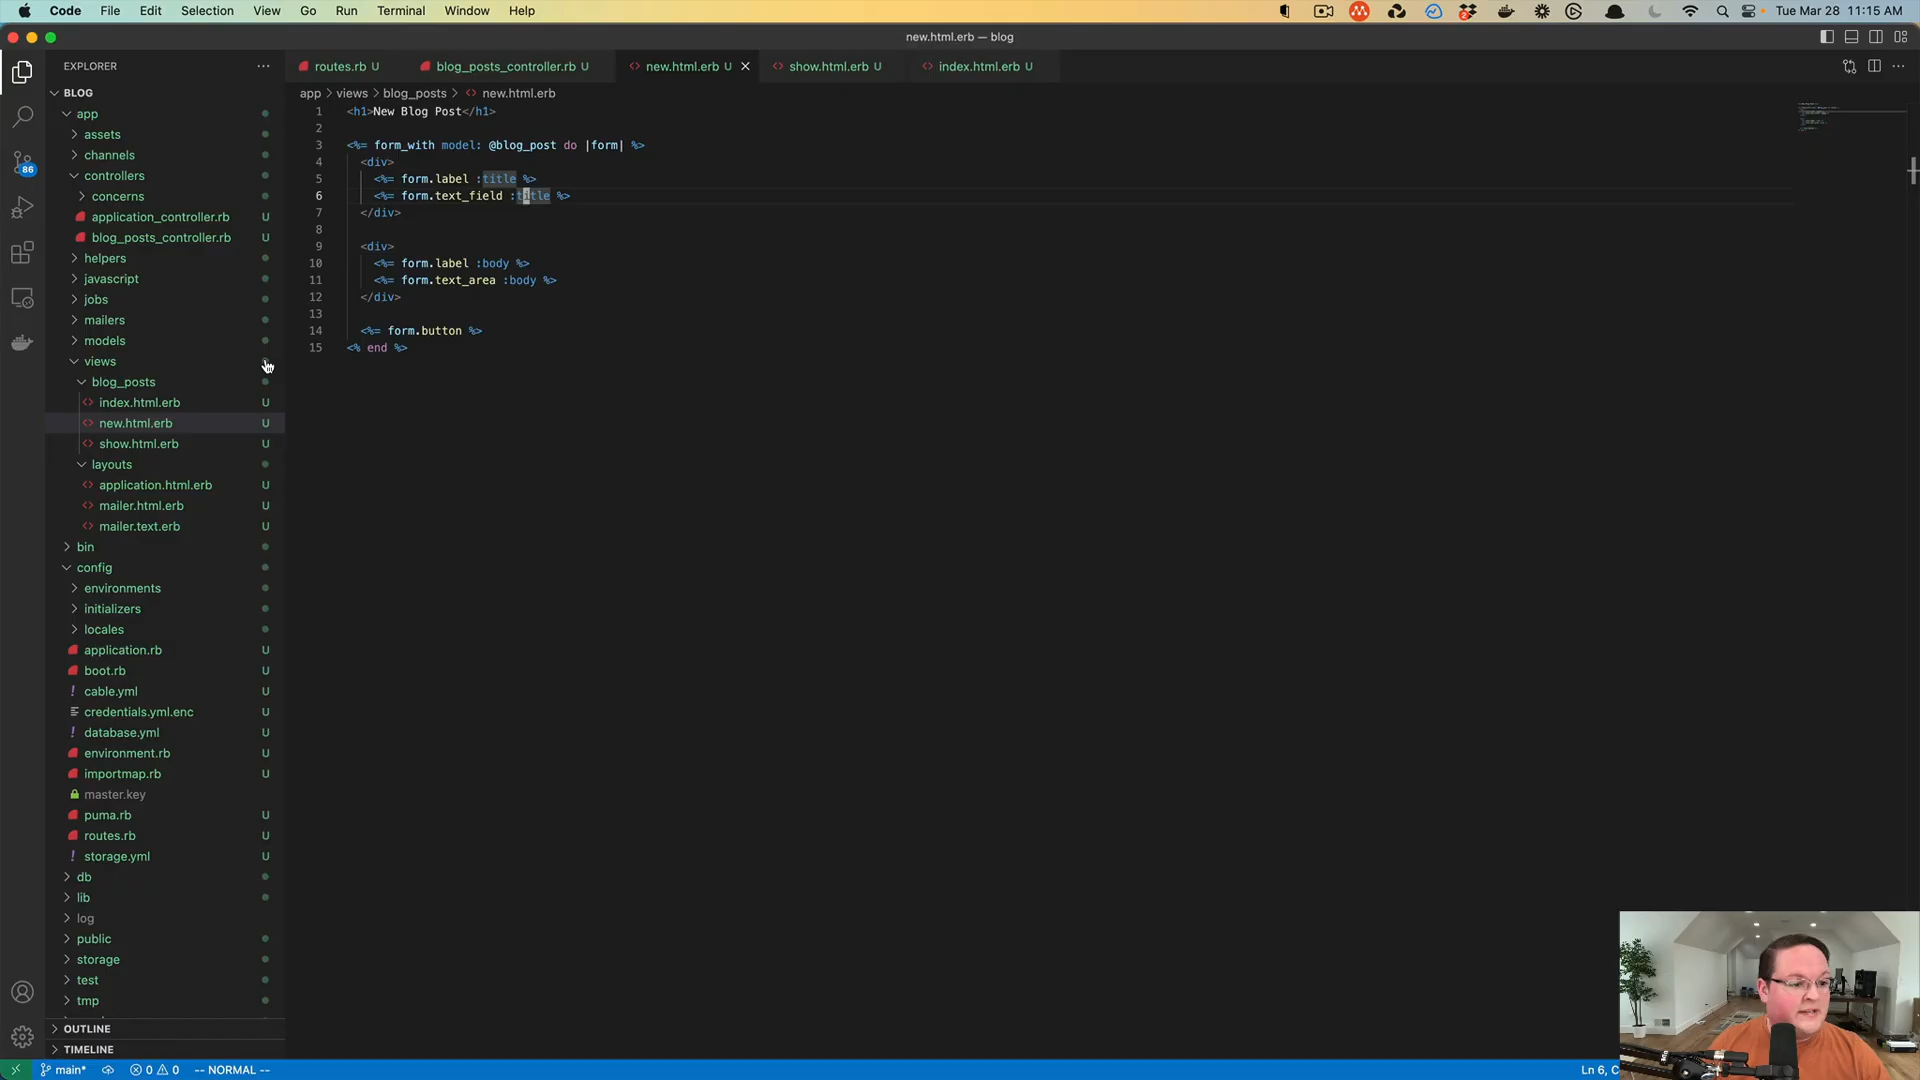 Code File Edit Selection View Go Run Terminal Window Help
Tue Mar 28 11:15 AM
new.html.erb — blog
EXPLORER
routes.rb U
blog_posts_controller.rb U
new.html.erb U
show.html.erb U
index.html.erb U
app > views > blog_posts > <> new.html.erb
BLOG
app
assets
channels
controllers
concerns
application_controller.rb U
blog_posts_controller.rb U
helpers
javascript
jobs
mailers
models
views
blog_posts
index.html.erb U
new.html.erb U
show.html.erb U
layouts
application.html.erb U
mailer.html.erb U
mailer.text.erb U
bin
config
environments
initializers
locales
application.rb U
boot.rb U
cable.yml U
credentials.yml.enc U
database.yml U
environment.rb U
importmap.rb U
master.key
puma.rb U
routes.rb U
storage.yml U
db
lib
log
public
storage
test
tmp
OUTLINE
TIMELINE
86
1 <h1>New Blog Post</h1>
2
3 <%= form_with model: @blog_post do |form| %>
4 <div>
5 <%= form.label :title %>
6 <%= form.text_field :title %>
7 </div>
8
9 <div>
10 <%= form.label :body %>
11 <%= form.text_area :body %>
12 </div>
13
14 <%= form.button %>
15 <% end %>
main* 0 0 -- NORMAL --
Ln 6, C